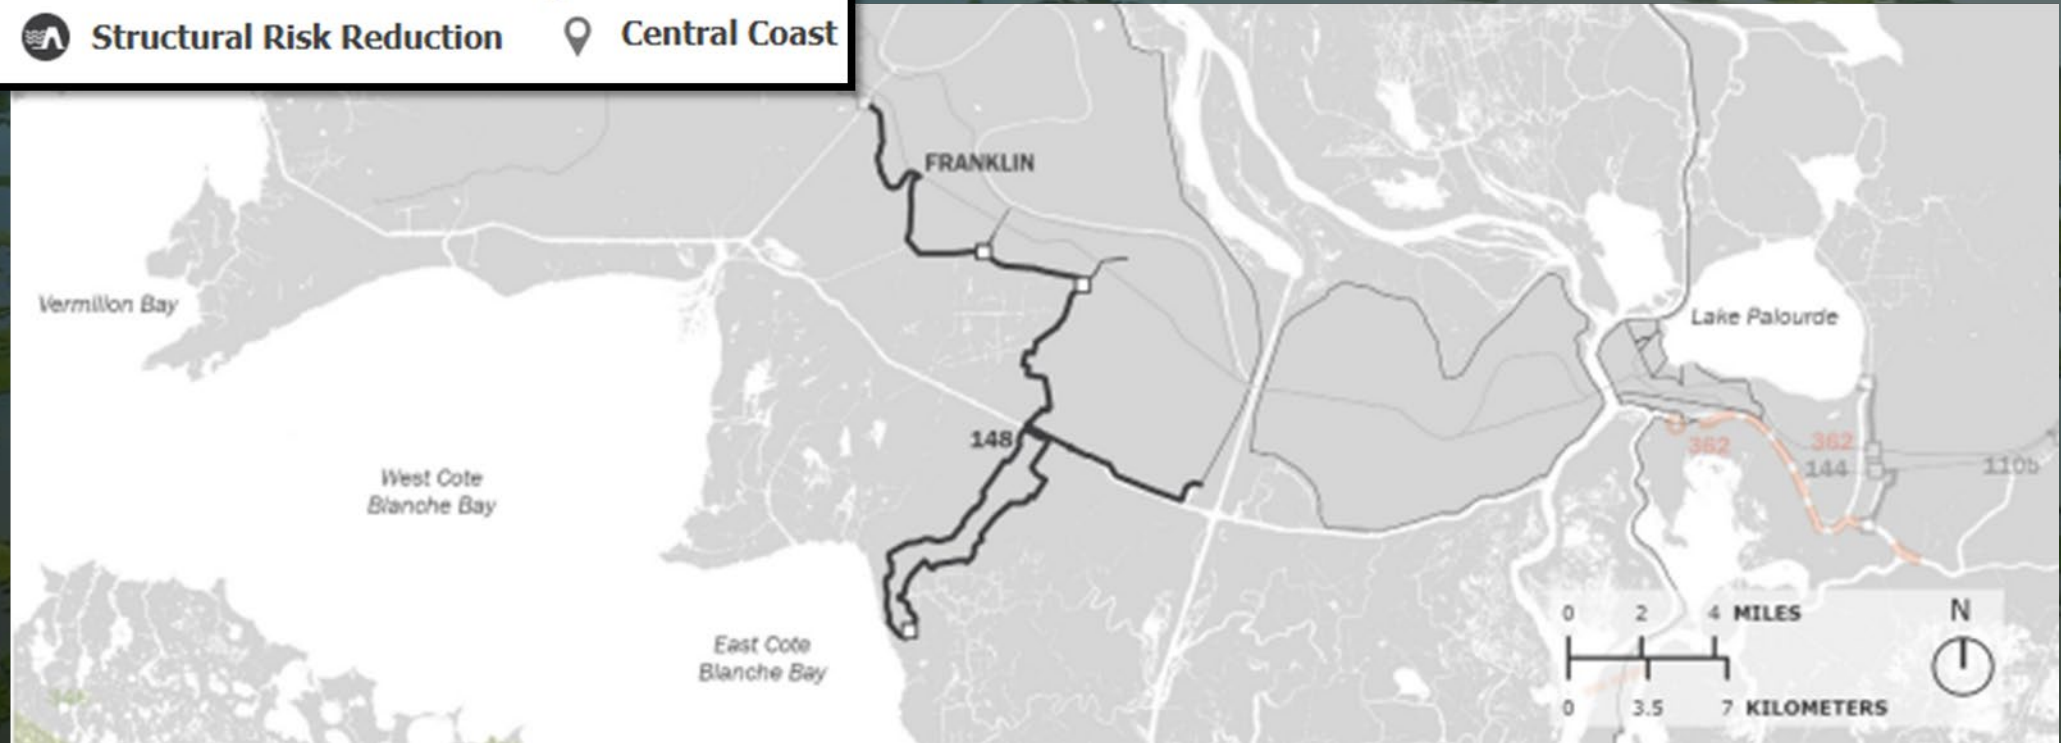 Structural Risk Reduction
Central Coast
FRANKLIN
Vermilion Bay
Lake Palourde
148
362
362
144
110b
West Cote
Blanche Bay
East Cote
Blanche Bay
0 2 4 MILES
0 3.5 7 KILOMETERS
N